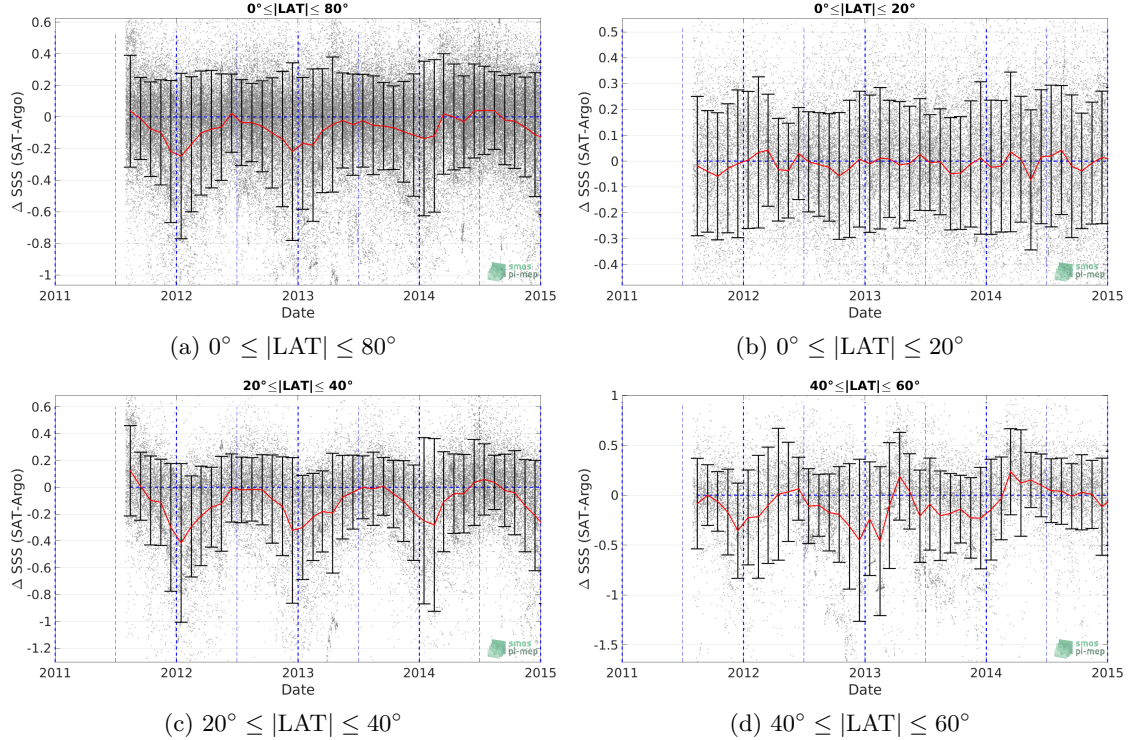 0°≤|LAT|≤ 80°
Δ SSS (SAT-Argo)
0.6
0.4
0.2
0
-0.2
-0.4
-0.6
-0.8
-1
2011 2012 2013 2014 2015
Date
smos
pi-mep
(a) 0° ≤ |LAT| ≤ 80°
0°≤|LAT|≤ 20°
Δ SSS (SAT-Argo)
0.5
0.4
0.3
0.2
0.1
0
-0.1
-0.2
-0.3
-0.4
2011 2012 2013 2014 2015
Date
smos
pi-mep
(b) 0° ≤ |LAT| ≤ 20°
20°≤|LAT|≤ 40°
Δ SSS (SAT-Argo)
0.6
0.4
0.2
0
-0.2
-0.4
-0.6
-0.8
-1
-1.2
2011 2012 2013 2014 2015
Date
smos
pi-mep
(c) 20° ≤ |LAT| ≤ 40°
40°≤|LAT|≤ 60°
Δ SSS (SAT-Argo)
1
0.5
0
-0.5
-1
-1.5
2011 2012 2013 2014 2015
Date
smos
pi-mep
(d) 40° ≤ |LAT| ≤ 60°